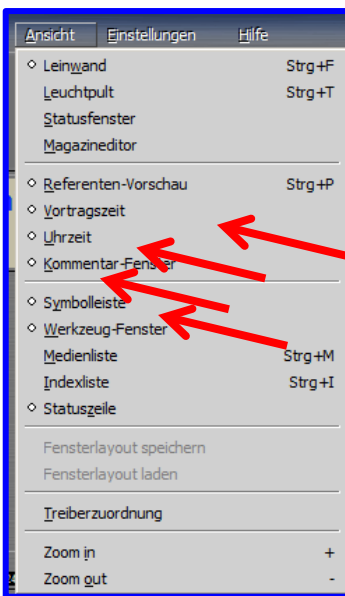 Ansicht Einstellungen Hilfe
Leinwand Strg+F
Leuchtpult Strg+T
Statusfenster
Magazineditor
Referenten-Vorschau Strg+P
Vortragszeit
Uhrzeit
Kommentar-Fenster
Symbolleiste
Werkzeug-Fenster
Medienliste Strg+M
Indexliste Strg+I
Statuszeile
Fensterlayout speichern
Fensterlayout laden
Treiberzuordnung
Zoom in +
Zoom out -